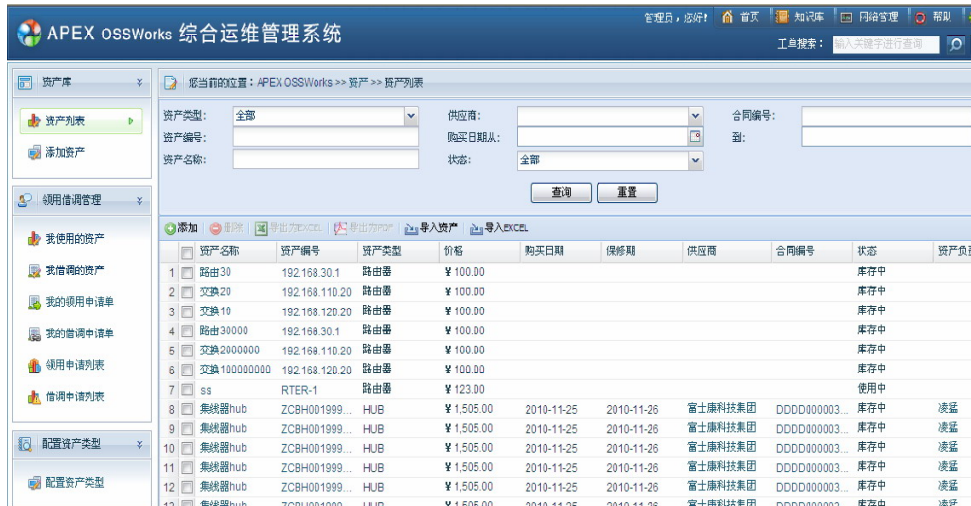 管理员，您好！ 首页 知识库 网络管理 帮助
APEX OSSWorks 综合运维管理系统
工单搜索： 输入关键字进行查询
资产库
资产列表
添加资产
领用借调管理
我使用的资产
我借调的资产
我的领用申请单
我的借调申请单
领用申请列表
借调申请列表
配置资产类型
配置资产类型
您当前的位置：APEX OSSWorks >> 资产 >> 资产列表
资产类型： 全部 供应商： 合同编号：
资产编号： 购买日期从： 到：
资产名称： 状态： 全部
查询 重置
添加 删除 导出为EXCEL 导出为PDF 导入资产 导入EXCEL
资产名称 资产编号 资产类型 价格 购买日期 保修期 供应商 合同编号 状态 资产负
1 路由30 192.168.30.1 路由器 ¥ 100.00 库存中
2 交换20 192.168.110.20 路由器 ¥ 100.00 库存中
3 交换10 192.168.120.20 路由器 ¥ 100.00 库存中
4 路由30000 192.168.30.1 路由器 ¥ 100.00 库存中
5 交换2000000 192.168.110.20 路由器 ¥ 100.00 库存中
6 交换100000000 192.168.120.20 路由器 ¥ 100.00 库存中
7 ss RTER-1 路由器 ¥ 123.00 使用中
8 集线器hub ZCBH001999... HUB ¥ 1,505.00 2010-11-25 2010-11-26 富士康科技集团 DDDD000003... 库存中 凌猛
9 集线器hub ZCBH001999... HUB ¥ 1,505.00 2010-11-25 2010-11-26 富士康科技集团 DDDD000003... 库存中 凌猛
10 集线器hub ZCBH001999... HUB ¥ 1,505.00 2010-11-25 2010-11-26 富士康科技集团 DDDD000003... 库存中 凌猛
11 集线器hub ZCBH001999... HUB ¥ 1,505.00 2010-11-25 2010-11-26 富士康科技集团 DDDD000003... 库存中 凌猛
12 集线器hub ZCBH001999... HUB ¥ 1,505.00 2010-11-25 2010-11-26 富士康科技集团 DDDD000003... 库存中 凌猛